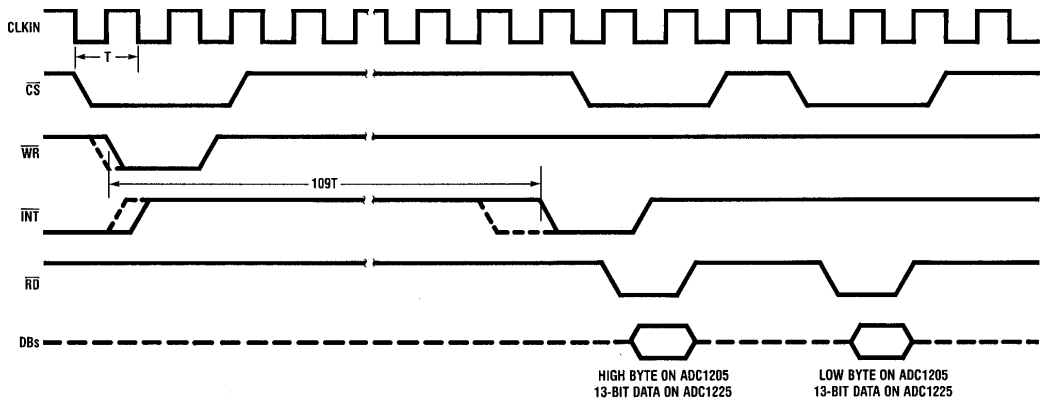 CLKIN
T
CS
WR
109T
INT
RD
DBs
HIGH BYTE ON ADC1205
13-BIT DATA ON ADC1225
LOW BYTE ON ADC1205
13-BIT DATA ON ADC1225